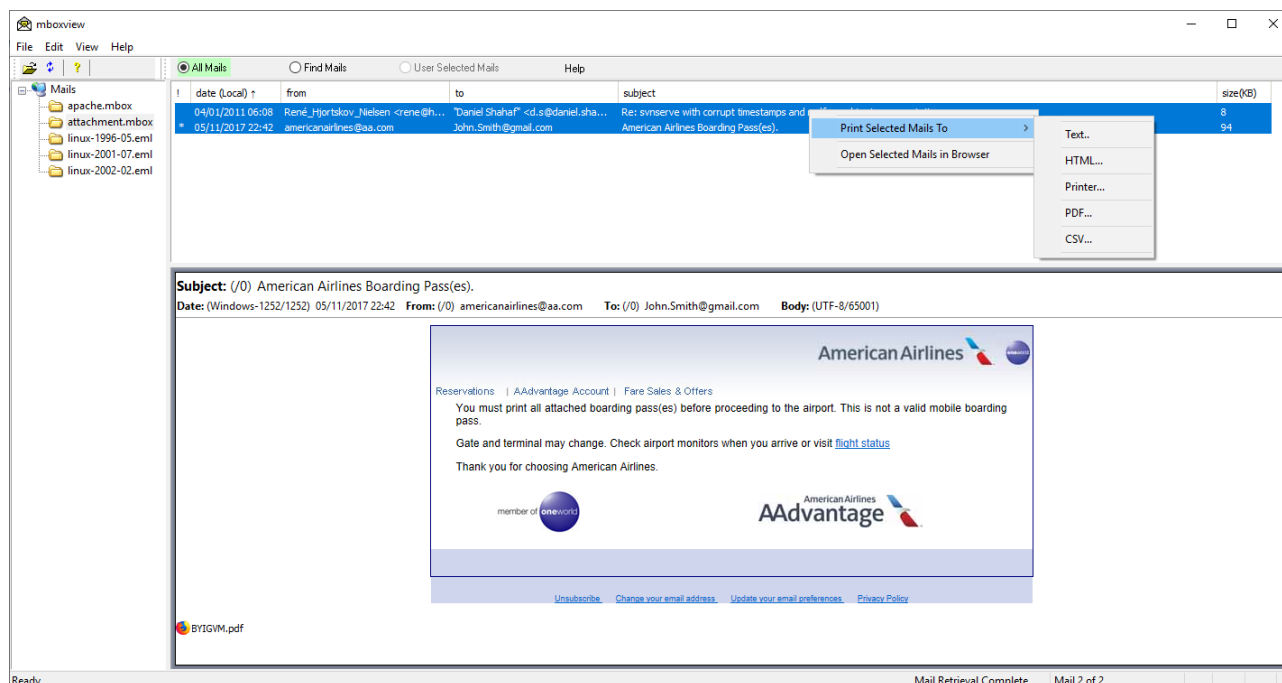 mboxview
File Edit View Help
? All Mails Find Mails User Selected Mails Help
Mails
apache.mbox
attachment.mbox
linux-1996-05.eml
linux-2001-07.eml
linux-2002-02.eml
! date (Local) ↑ from to subject size(KB)
04/01/2011 06:08 René_Hjortskov_Nielsen <rene@h... "Daniel Shahaf" <d.s@daniel.sha... Re: svnserve with corrupt timestamps and 8
* 05/11/2017 22:42 americanairlines@aa.com John.Smith@gmail.com American Airlines Boarding Pass(es). 94
Print Selected Mails To >
Open Selected Mails in Browser
Text..
HTML...
Printer...
PDF...
CSV...
Subject: (/0) American Airlines Boarding Pass(es).
Date: (Windows-1252/1252) 05/11/2017 22:42 From: (/0) americanairlines@aa.com To: (/0) John.Smith@gmail.com Body: (UTF-8/65001)
American Airlines oneworld
Reservations | AAdvantage Account | Fare Sales & Offers
You must print all attached boarding pass(es) before proceeding to the airport. This is not a valid mobile boarding
pass.
Gate and terminal may change. Check airport monitors when you arrive or visit flight status
Thank you for choosing American Airlines.
member of oneworld
American Airlines
AAdvantage
Unsubscribe Change your email address Update your email preferences Privacy Policy
BYIGVM.pdf
Ready Mail Retrieval Complete Mail 2 of 2